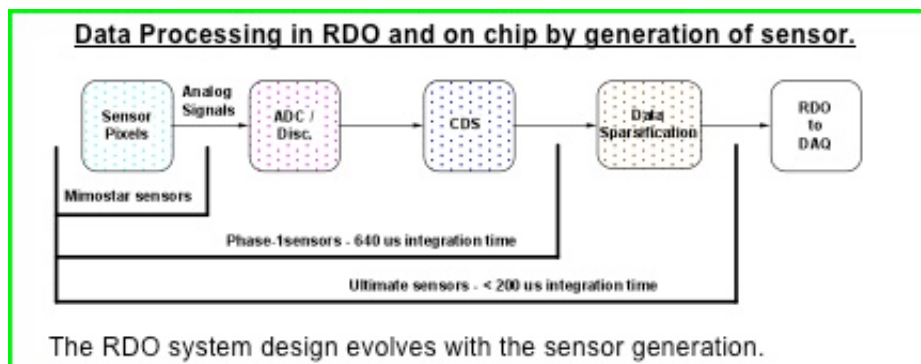 Data Processing in RDO and on chip by generation of sensor.
Analog
Signals
Sensor
Pixels
ADC /
Disc.
CDS
Data
Sparsification
RDO
to
DAQ
Mimostar sensors
Phase-1sensors - 640 us integration time
Ultimate sensors - < 200 us integration time
The RDO system design evolves with the sensor generation.